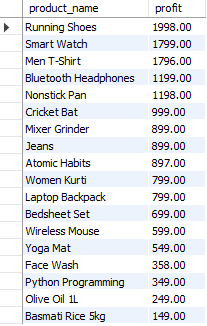 product_name profit
Running Shoes 1998.00
Smart Watch 1799.00
Men T-Shirt 1796.00
Bluetooth Headphones 1199.00
Nonstick Pan 1198.00
Cricket Bat 999.00
Mixer Grinder 899.00
Jeans 899.00
Atomic Habits 897.00
Women Kurti 799.00
Laptop Backpack 799.00
Bedsheet Set 699.00
Wireless Mouse 599.00
Yoga Mat 549.00
Face Wash 358.00
Python Programming 349.00
Olive Oil 1L 249.00
Basmati Rice 5kg 149.00